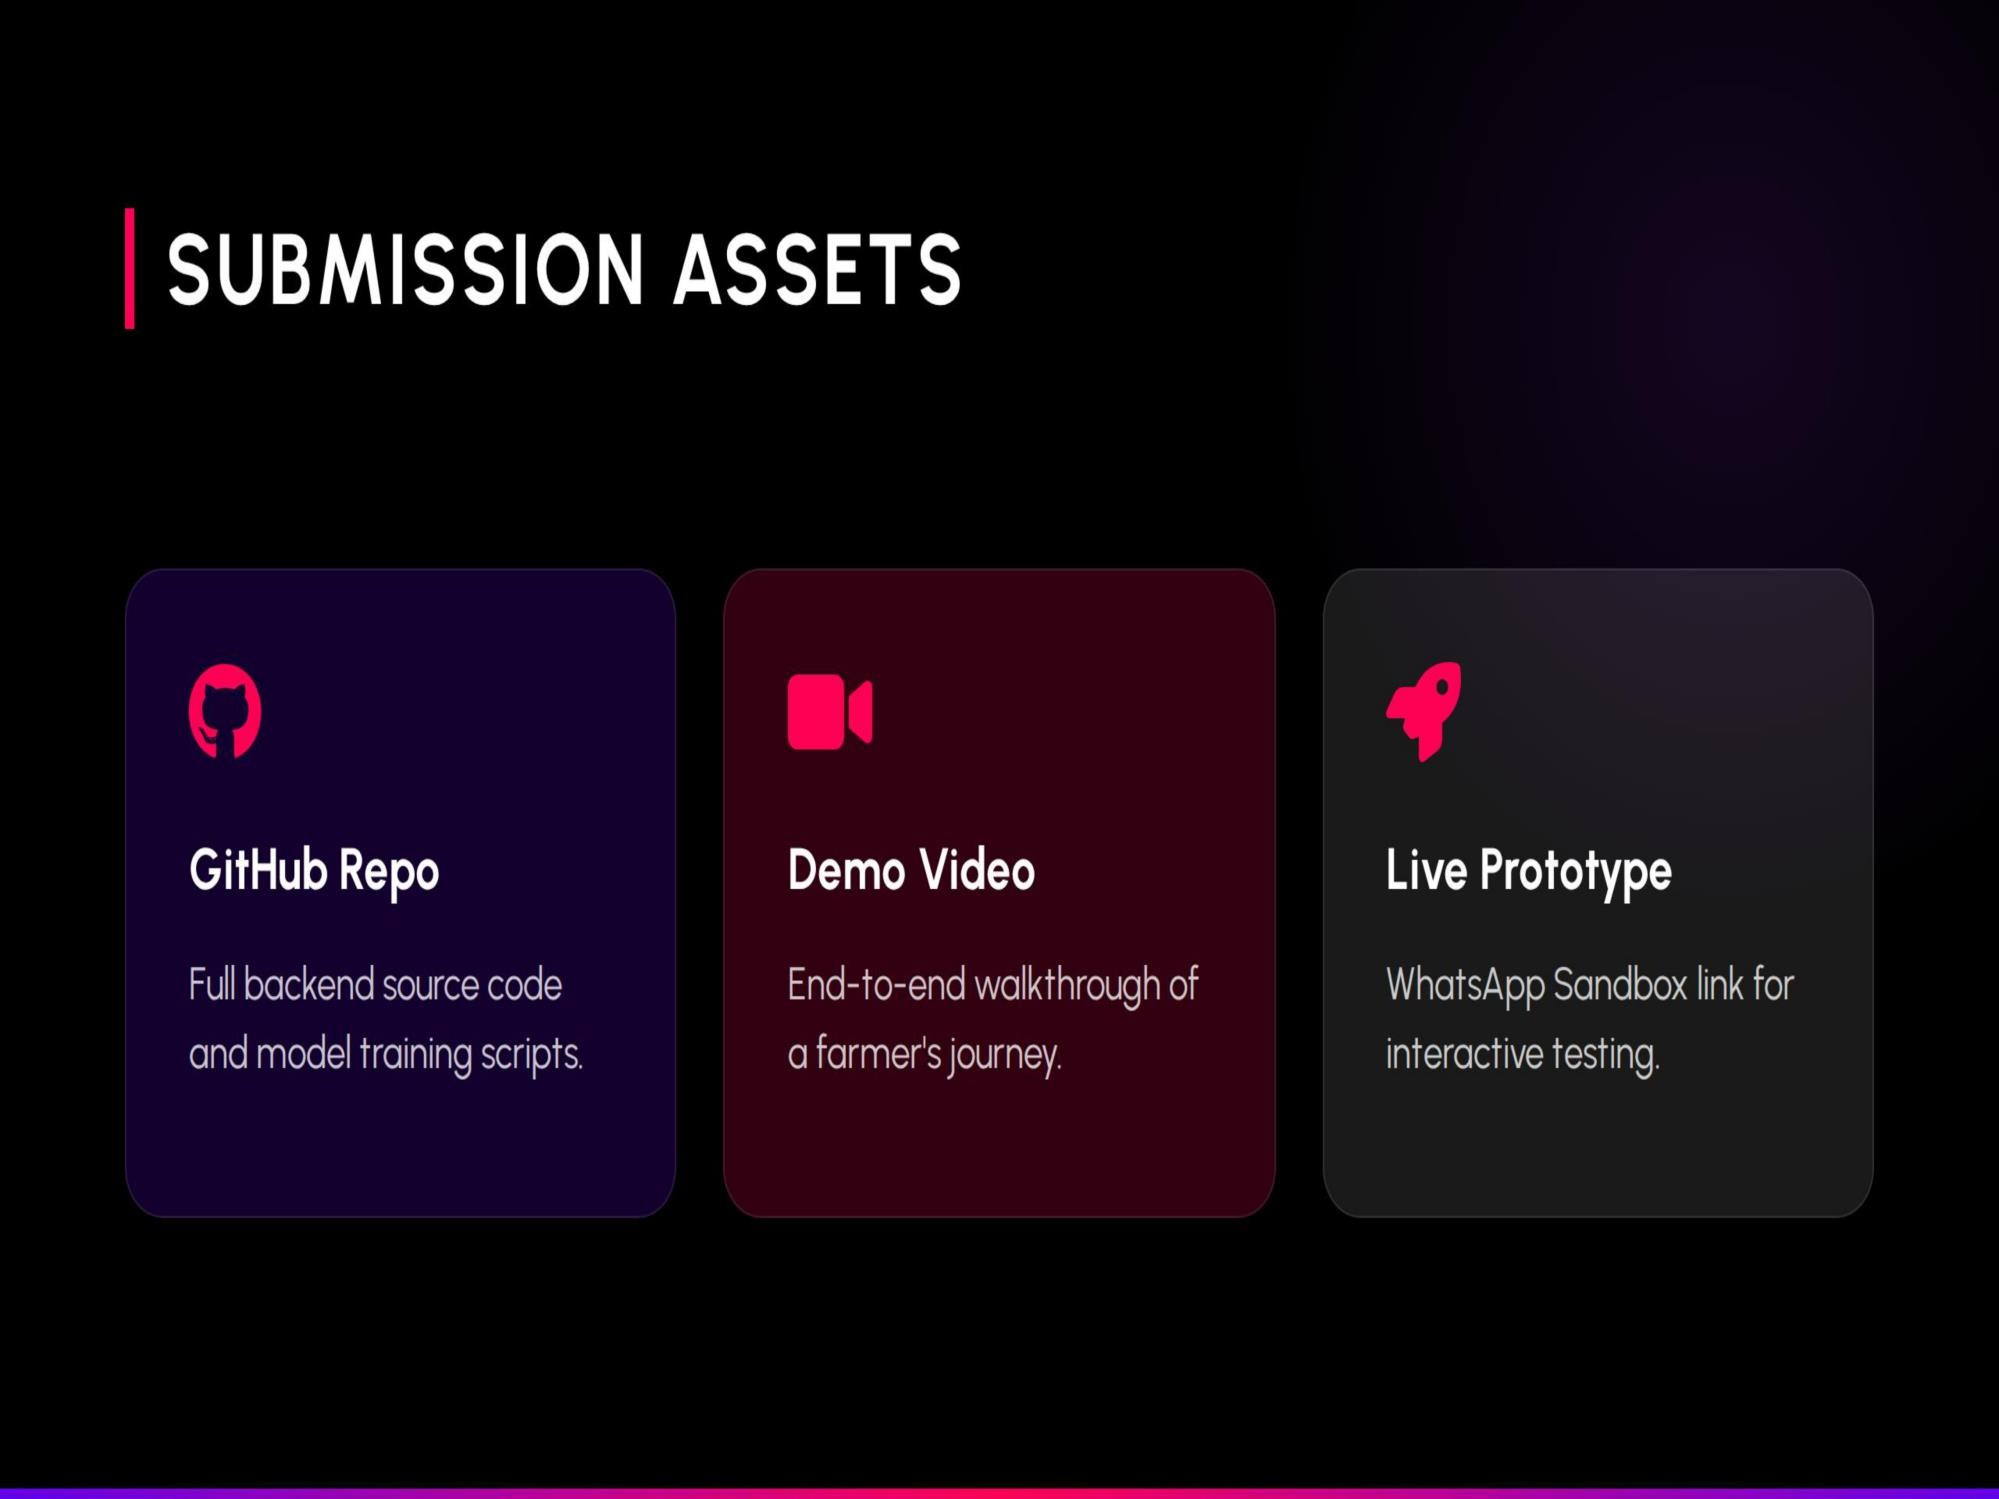 SUBMISSION ASSETS
GitHub Repo
Full backend source code
and model training scripts.
Demo Video
End-to-end walkthrough of
a farmer's journey.
Live Prototype
WhatsApp Sandbox link for
interactive testing.